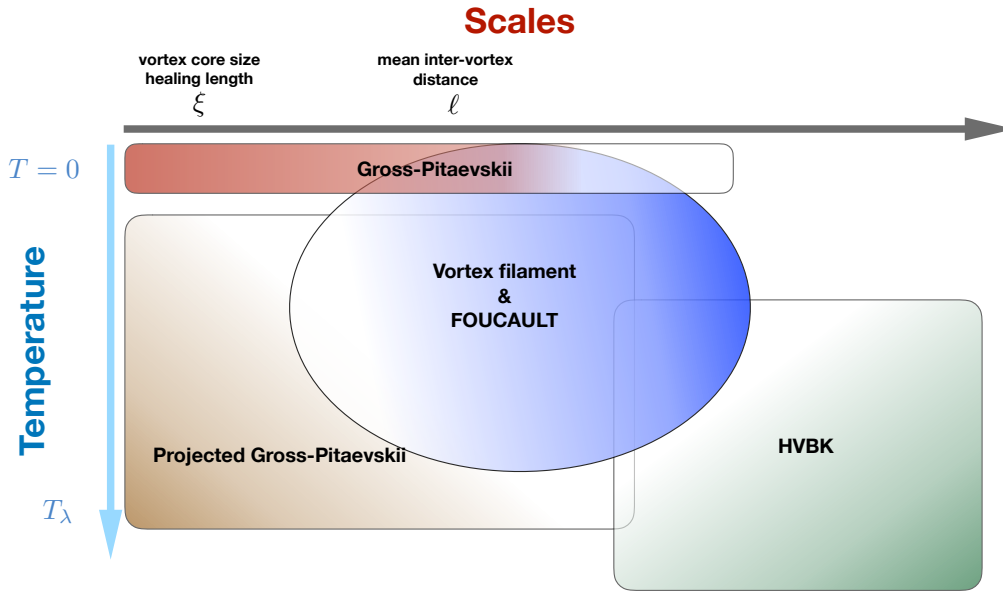 Scales
vortex core size
healing length
ξ
mean inter-vortex
distance
ℓ
T = 0
Gross-Pitaevskii
Temperature
Vortex filament
&
FOUCAULT
Projected Gross-Pitaevskii
HVBK
T_λ